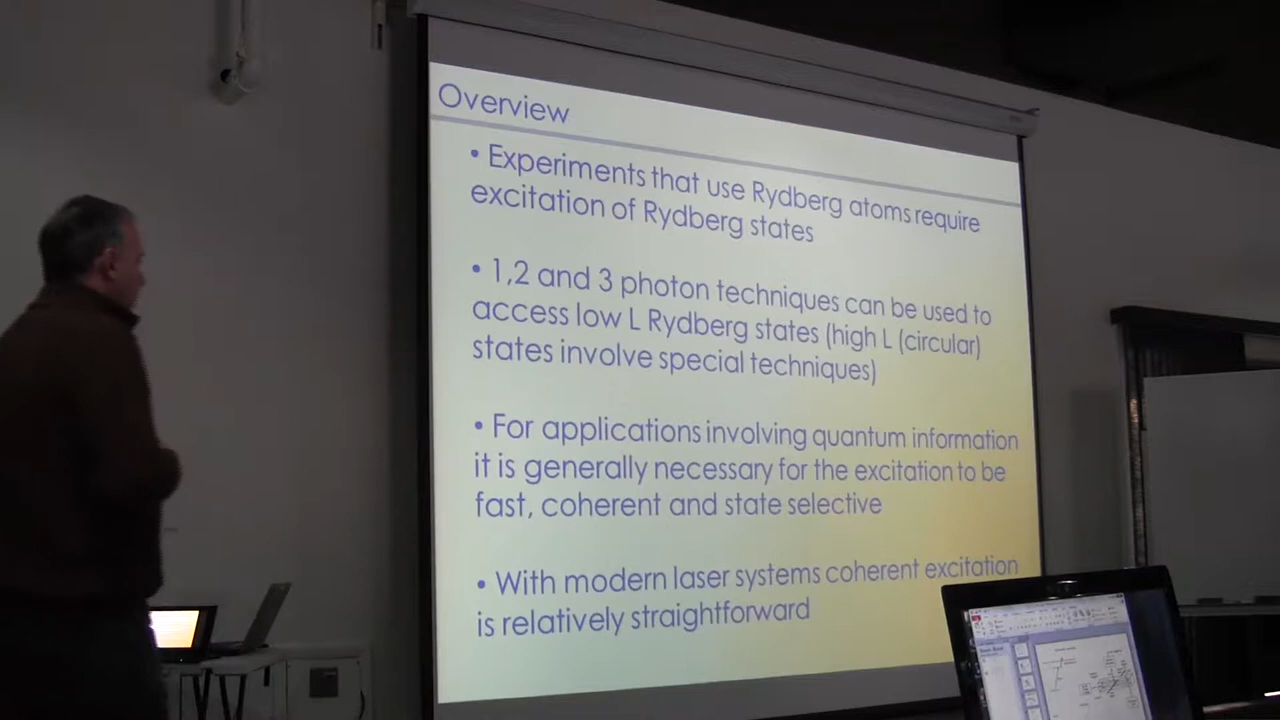 Overview
• Experiments that use Rydberg atoms require
excitation of Rydberg states
• 1,2 and 3 photon techniques can be used to
access low L Rydberg states (high L (circular)
states involve special techniques)
• For applications involving quantum information
it is generally necessary for the excitation to be
fast, coherent and state selective
• With modern laser systems coherent excitation
is relatively straightforward